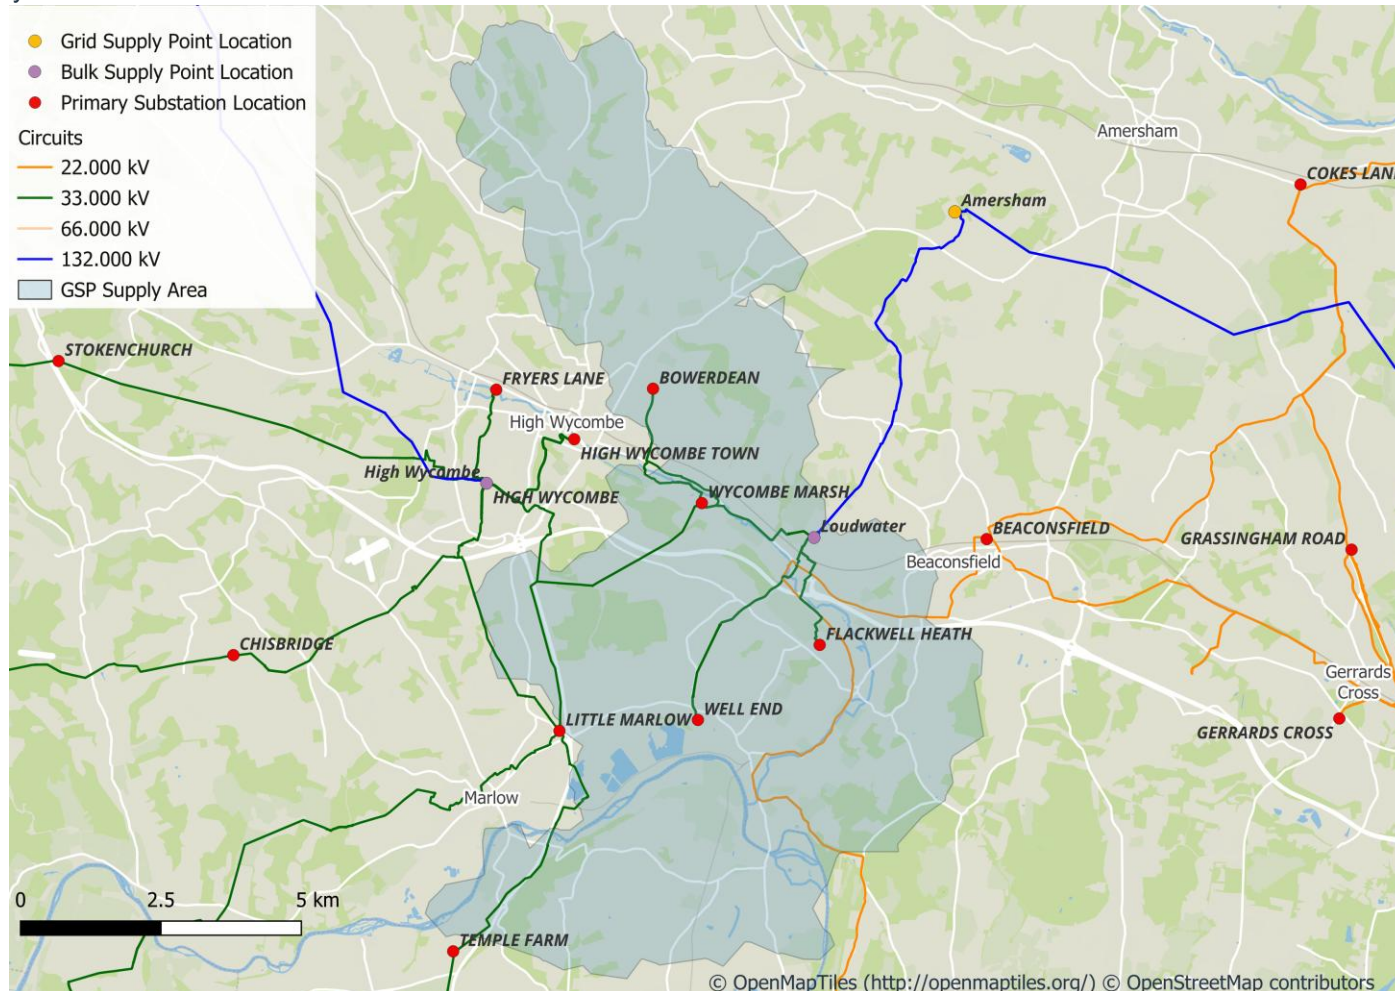 Grid Supply Point Location
Bulk Supply Point Location
Primary Substation Location
Circuits
22.000 kV
33.000 kV
66.000 kV
132.000 kV
GSP Supply Area
Amersham
COKES LANE
Amersham
STOKENCHURCH
FRYERS LANE
BOWERDEAN
High Wycombe
HIGH WYCOMBE TOWN
High Wycombe
HIGH WYCOMBE
WYCOMBE MARSH
Loudwater
BEACONSFIELD
Beaconsfield
GRASSINGHAM ROAD
CHISBRIDGE
FLACKWELL HEATH
Gerrards
Cross
LITTLE MARLOW
WELL END
GERRARDS CROSS
Marlow
0 2.5 5 km
TEMPLE FARM
© OpenMapTiles (http://openmaptiles.org/) © OpenStreetMap contributors